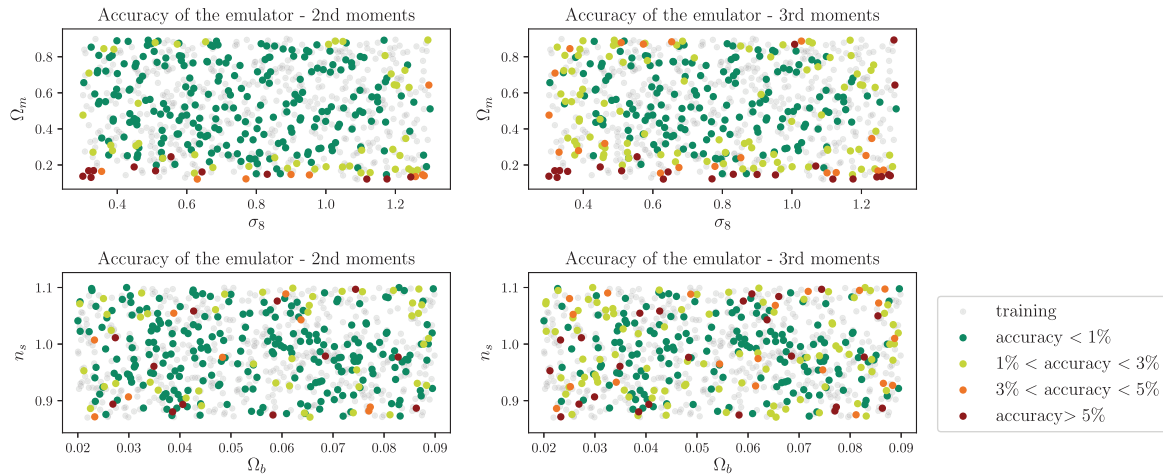 Accuracy of the emulator - 2nd moments
Accuracy of the emulator - 3rd moments
0.8
0.6
0.4
0.2
Ωm
0.4 0.6 0.8 1.0 1.2
σ8
0.8
0.6
0.4
0.2
Ωm
0.4 0.6 0.8 1.0 1.2
σ8
Accuracy of the emulator - 2nd moments
Accuracy of the emulator - 3rd moments
1.1
1.0
0.9
ns
0.02 0.03 0.04 0.05 0.06 0.07 0.08 0.09
Ωb
1.1
1.0
0.9
ns
0.02 0.03 0.04 0.05 0.06 0.07 0.08 0.09
Ωb
training
accuracy < 1%
1% < accuracy < 3%
3% < accuracy < 5%
accuracy> 5%